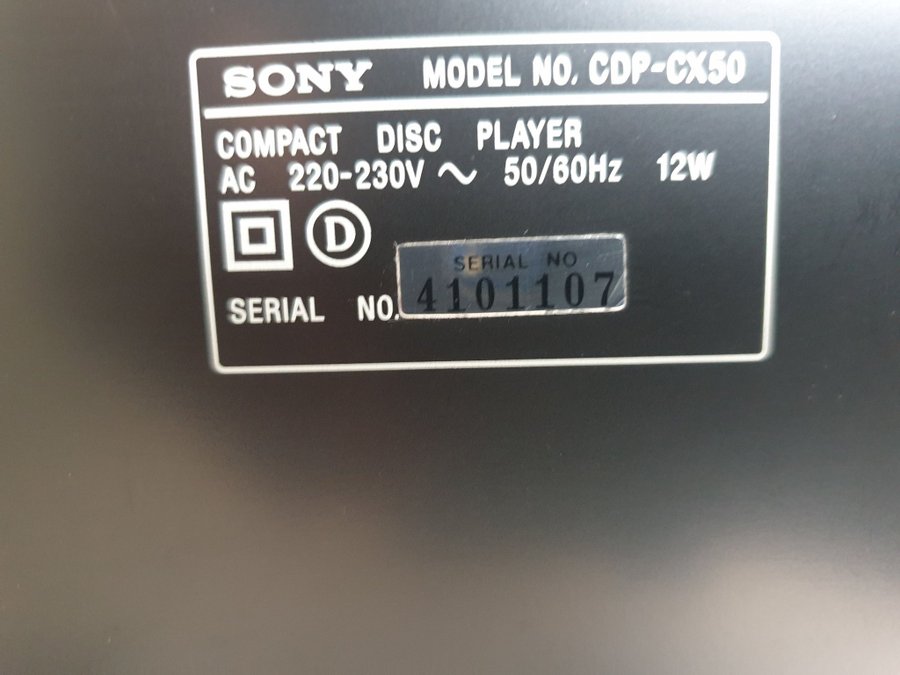 SONY MODEL NO. CDP-CX50
COMPACT DISC PLAYER
AC 220-230V ~ 50/60Hz 12W
D
SERIAL NO
SERIAL NO. 4101107